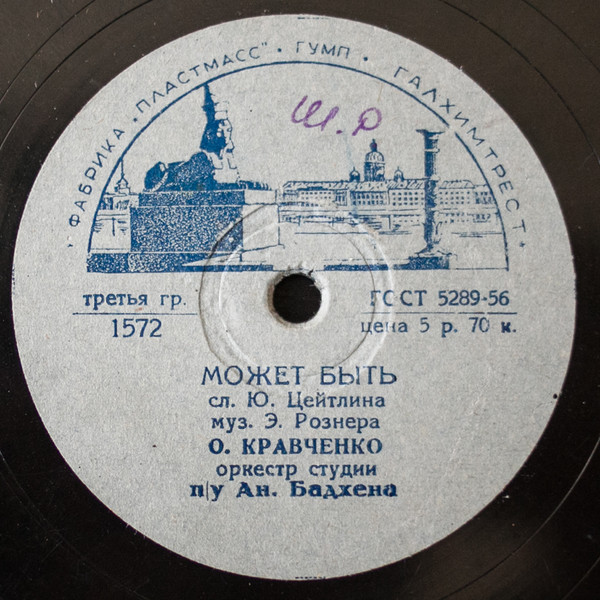 ФАБРИКА „ПЛАСТМАСС" · ГУМП · ГАЛХИМТРЕСТ
Ш.О
третья гр.
1572
ГОСТ 5289-56
цена 5 р. 70 к.
МОЖЕТ БЫТЬ
сл. Ю. Цейтлина
муз. Э. Рознера
О. КРАВЧЕНКО
оркестр студии
п/у Ан. Бадхена